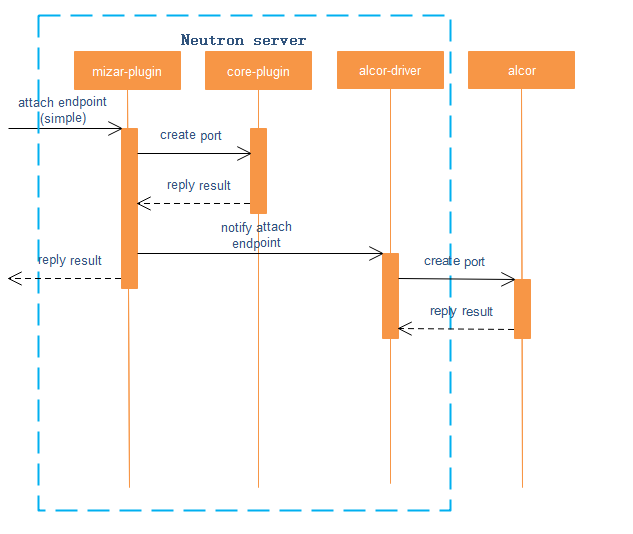 Neutron server
mizar-plugin
core-plugin
alcor-driver
alcor
attach endpoint
(simple)
create port
reply result
notify attach
endpoint
reply result
create port
reply result